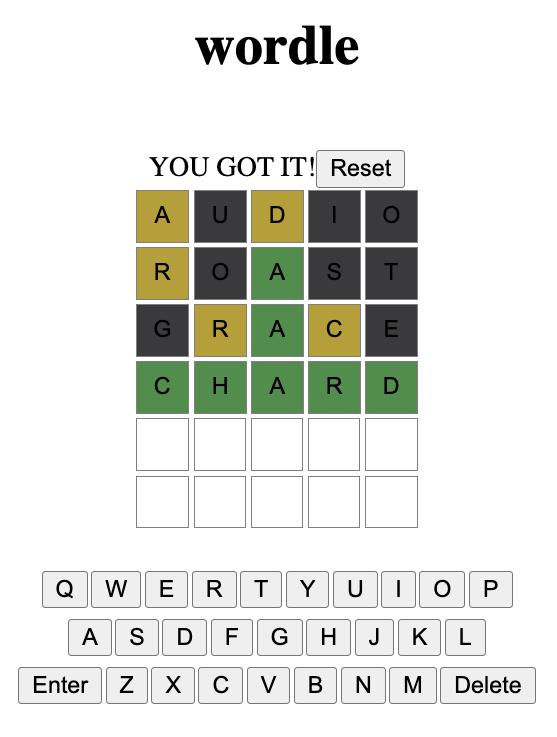 wordle
YOU GOT IT! Reset
A U D I O
R O A S T
G R A C E
C H A R D
Q W E R T Y U I O P
A S D F G H J K L
Enter Z X C V B N M Delete